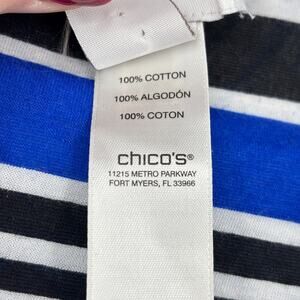 100% COTTON
100% ALGODÓN
100% COTON
chico's®
11215 METRO PARKWAY
FORT MYERS, FL 33966